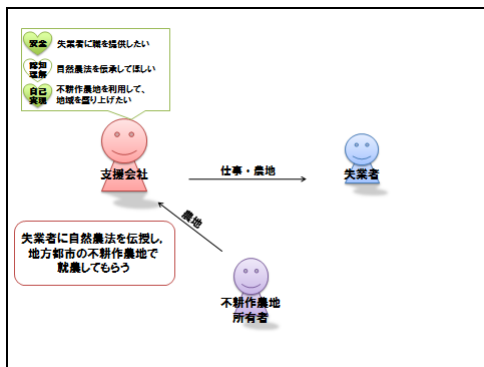 安全 失業者に職を提供したい
認知
理解 自然農法を伝承してほしい
自己
実現 不耕作農地を利用して、
地域を盛り上げたい
支援会社
仕事・農地
失業者
農地
失業者に自然農法を伝授し,
地方都市の不耕作農地で
就農してもらう
不耕作農地
所有者